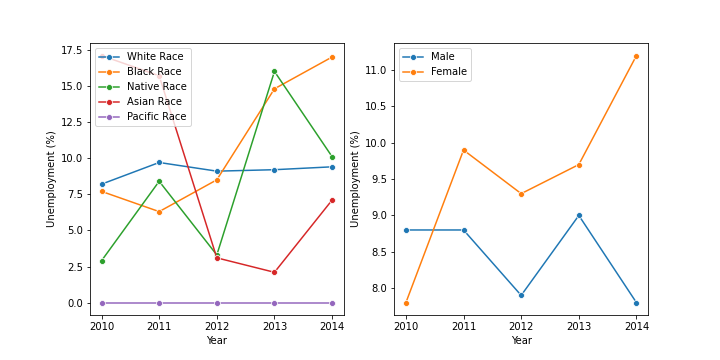 17.5
15.0
12.5
10.0
7.5
5.0
2.5
0.0
Unemployment (%)
White Race
Black Race
Native Race
Asian Race
Pacific Race
2010 2011 2012 2013 2014
Year
11.0
10.5
10.0
9.5
9.0
8.5
8.0
Unemployment (%)
Male
Female
2010 2011 2012 2013 2014
Year